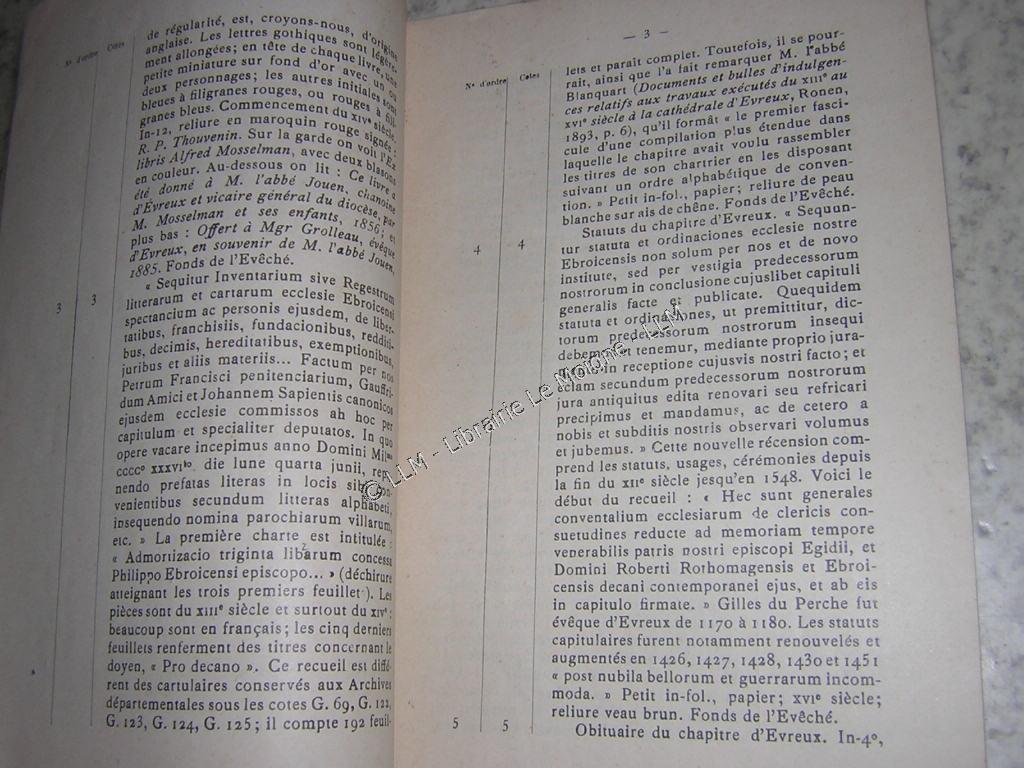 N° d'ordre Cotes
de régularité, est, croyons-nous, d'origine
anglaise. Les lettres gothiques sont légère-
ment allongées; en tête de chaque livre, une
petite miniature sur fond d'or avec un ou
deux personnages; les autres initiales sont
bleues à filigranes rouges, ou rouges à fili-
granes bleus. Commencement du XIVe siècle.
In-12, reliure en maroquin rouge signée :
R. P. Thouvenin. Sur la garde on voit l'Ex
libris Alfred Mosselman, avec deux blasons
en couleur. Au-dessous on lit : Ce livre a
été donné à M. l'abbé Jouen, chanoine
d'Évreux et vicaire général du diocèse, par
M. Mosselman et ses enfants, 1856; et
plus bas : Offert à Mgr Grolleau, évêque
d'Evreux, en souvenir de M. l'abbé Jouen,
1885. Fonds de l'Evêché.
3 3 « Sequitur Inventarium sive Regestrum
litterarum et cartarum ecclesie Ebroicensi
spectancium ac personis ejusdem, de liber-
tatibus, franchisiis, fundacionibus, redditi-
bus, decimis, hereditatibus, exemptionibus,
juribus et aliis materiis... Factum per nos
Petrum Francisci penitenciarium, Gauffri-
dum Amici et Johannem Sapientis canonicos
ejusdem ecclesie commissos ah hoc per
capitulum et specialiter deputatos. In quo
opere vacare incepimus anno Domini Milmo
CCCCo XXXVIto die lune quarta junii, repo-
nendo prefatas literas in locis sibi con-
venientibus secundum litteras alphabeti,
insequendo nomina parochiarum villarum,
etc. » La première charte est intitulée :
« Admortizacio triginta librarum concessa
Philippo Ebroicensi episcopo... » (déchirure
atteignant les trois premiers feuillet). Les
pièces sont du XIIIe siècle et surtout du XIVe :
beaucoup sont en français; les cinq derniers
feuillets renferment des titres concernant le
doyen, « Pro decano ». Ce recueil est diffé-
rent des cartulaires conservés aux Archives
départementales sous les cotes G. 69, G. 122,
G. 123, G. 124, G. 125; il compte 192 feuil-
— 3 —
N° d'ordre Cotes
lets et paraît complet. Toutefois, il se pour-
rait, ainsi que l'a fait remarquer M. l'abbé
Blanquart (Documents et bulles d'indulgen-
ces relatifs aux travaux exécutés du XIIIe au
XVIe siècle à la cathédrale d'Evreux, Ronen,
1893, p. 6), qu'il formât « le premier fasci-
cule d'une compilation plus étendue dans
laquelle le chapitre avait voulu rassembler
les titres de son chartrier en les disposant
suivant un ordre alphabétique de conven-
tion. » Petit in-fol., papier; reliure de peau
blanche sur ais de chêne. Fonds de l'Evêché.
4 4 Statuts du chapitre d'Evreux. « Sequun-
tur statuta et ordinaciones ecclesie nostre
Ebroicensis non solum per nos et de novo
institute, sed per vestigia predecessorum
nostrorum in conclusione cujuslibet capituli
generalis facte et publicate. Quequidem
statuta et ordinaciones, ut premittitur, dic-
torum predecessorum nostrorum insequi
debemus et tenemur, mediante proprio jura-
in receptione cujusvis nostri facto; et
eciam secundum predecessorum nostrorum
jura antiquitus edita renovari seu refricari
precipimus et mandamus, ac de cetero a
nobis et subditis nostris observari volumus
et jubemus. » Cette nouvelle récension com-
prend les statuts, usages, cérémonies depuis
la fin du XIIe siècle jesqu'en 1548. Voici le
début du recueil : « Hec sunt generales
conventalium ecclesiarum de clericis con-
suetudines reducte ad memoriam tempore
venerabilis patris nostri episcopi Egidii, et
Domini Roberti Rothomagensis et Ebroi-
censis decani contemporanei ejus, et ab eis
in capitulo firmate. » Gilles du Perche fut
évêque d'Evreux de 1170 à 1180. Les statuts
capitulaires furent notamment renouvelés et
augmentés en 1426, 1427, 1428, 1430 et 1451
« post nubila bellorum et guerrarum incom-
moda. » Petit in-fol., papier; XVIe siècle;
reliure veau brun. Fonds de l'Evêché.
5 5 Obituaire du chapitre d'Evreux. In-4°,
© LLM - Librairie Le Moigne - LLM